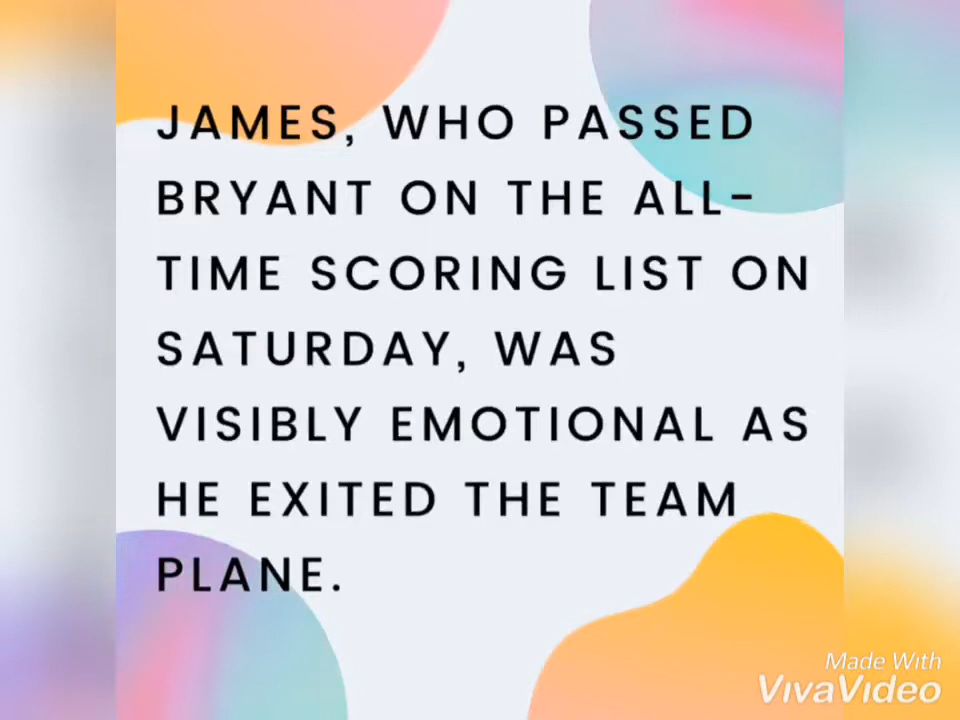 JAMES, WHO PASSED
BRYANT ON THE ALL-
TIME SCORING LIST ON
SATURDAY, WAS
VISIBLY EMOTIONAL AS
HE EXITED THE TEAM
PLANE.
Made With
VivaVideo